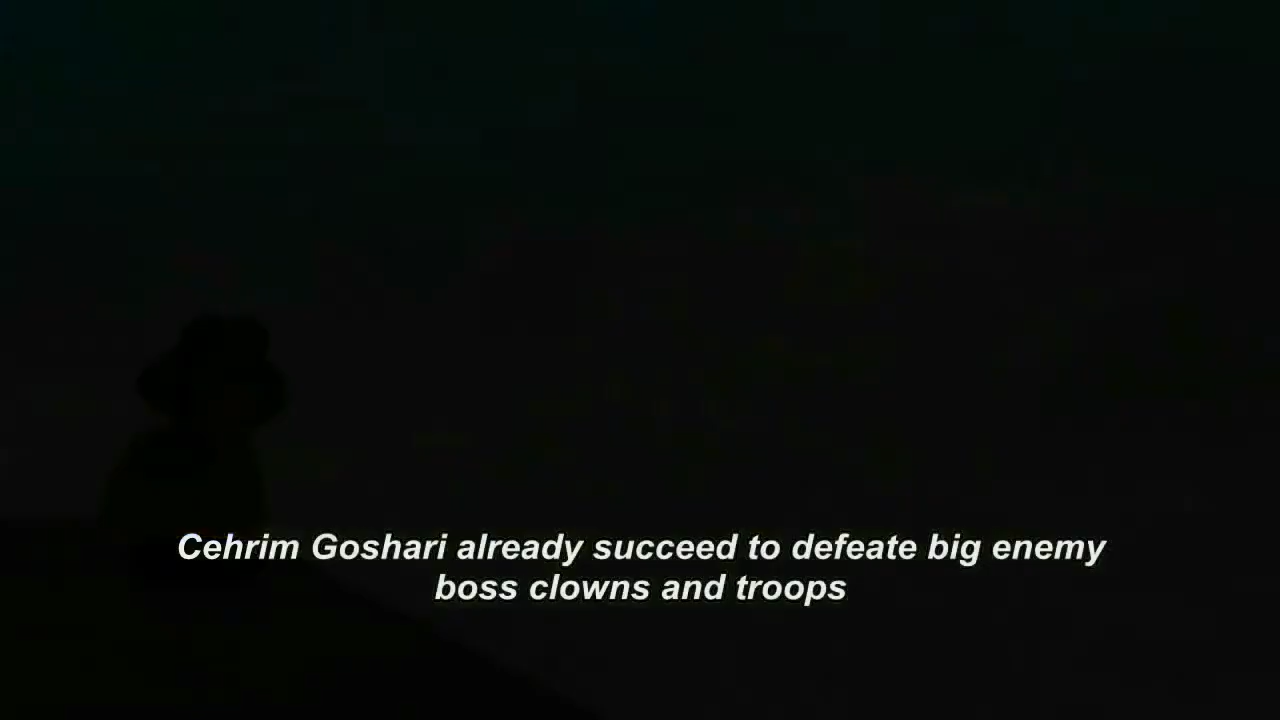 Cehrim Goshari already succeed to defeate big enemy
boss clowns and troops